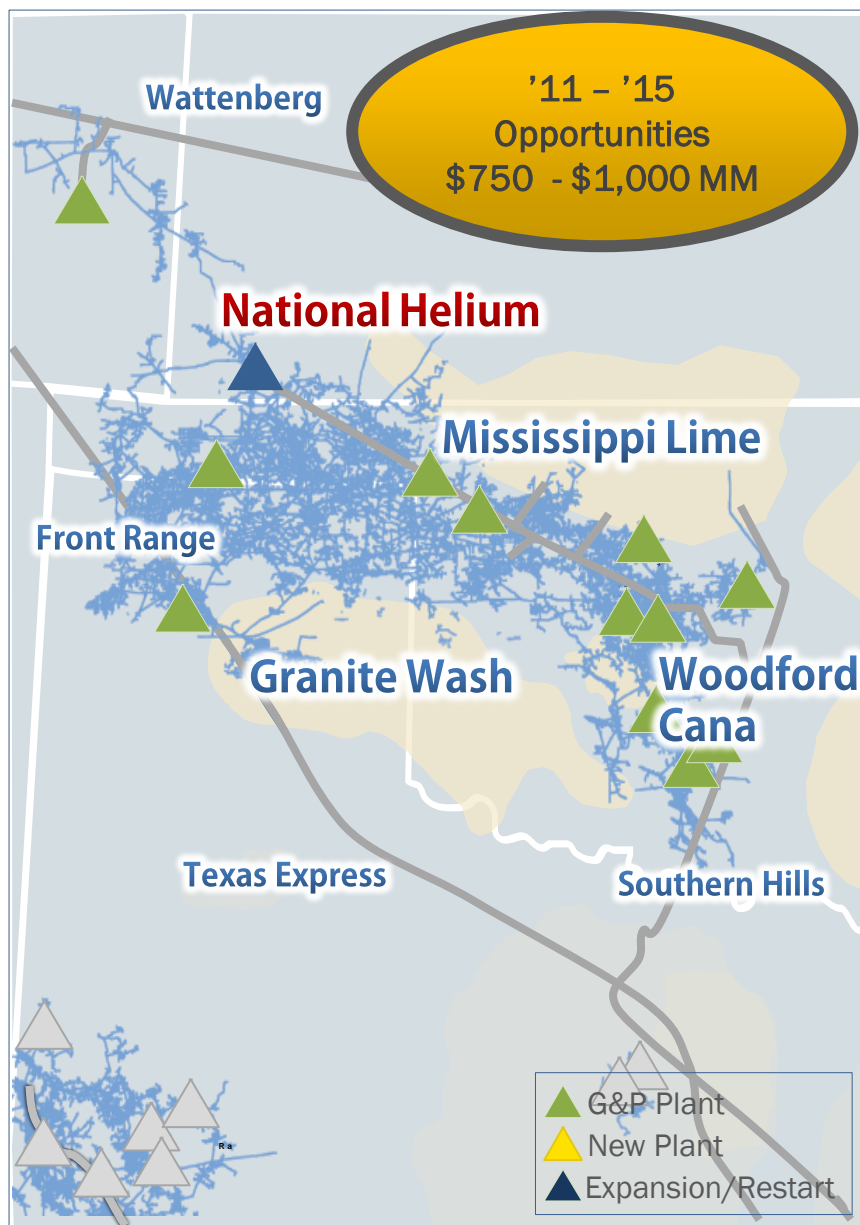 Wattenberg
’11 – ’15
Opportunities
$750 - $1,000 MM
National Helium
Mississippi Lime
Front Range
Granite Wash
Woodford
Cana
Texas Express
Southern Hills
R a
G&P Plant
New Plant
Expansion/Restart